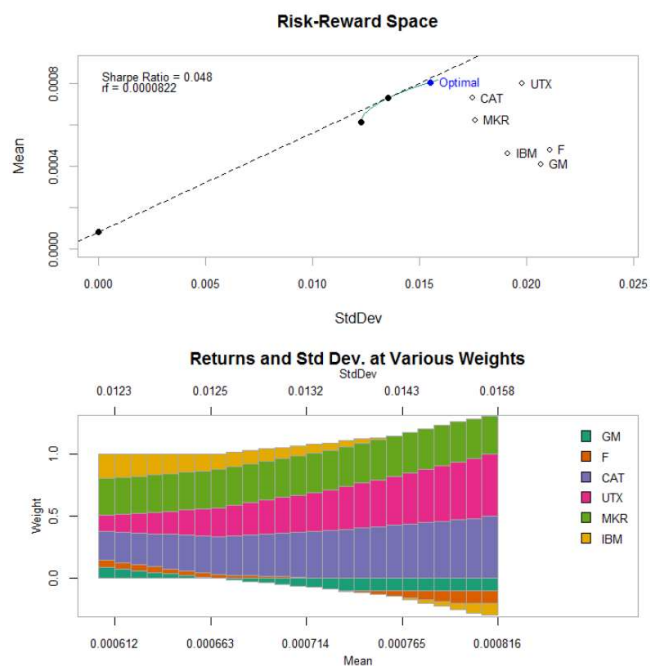 Risk-Reward Space
Sharpe Ratio = 0.048
rf = 0.0000822
Optimal
UTX
CAT
MKR
IBM
F
GM
Mean
0.0008
0.0004
0.0000
0.000 0.005 0.010 0.015 0.020 0.025
StdDev
Returns and Std Dev. at Various Weights
StdDev
0.0123 0.0125 0.0132 0.0143 0.0158
Weight
1.0
0.5
0.0
GM
F
CAT
UTX
MKR
IBM
0.000612 0.000663 0.000714 0.000765 0.000816
Mean